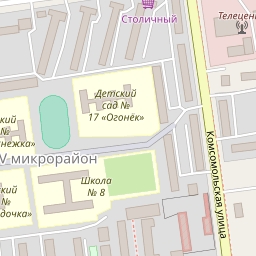 Столичный
Телецен
Детский
сад №
17 «Огонёк»
ский
№
нежка»
V микрорайон
Школа
№ 8
ский
№
дочка»
Комсомольская улица